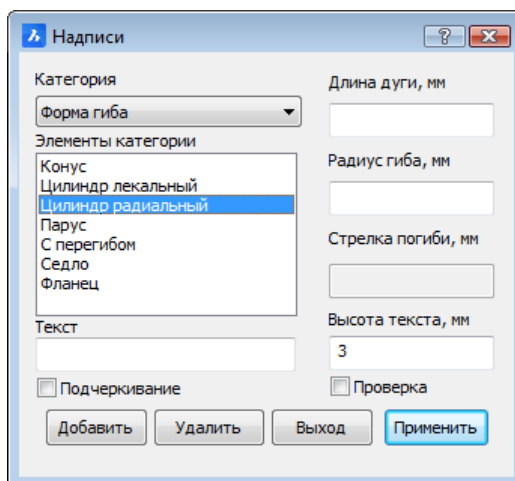 Надписи
Категория
Форма гиба
Элементы категории
Конус
Цилиндр лекальный
Цилиндр радиальный
Парус
С перегибом
Седло
Фланец
Текст
Подчеркивание
Длина дуги, мм
Радиус гиба, мм
Стрелка погиби, мм
Высота текста, мм
3
Проверка
Добавить Удалить Выход Применить